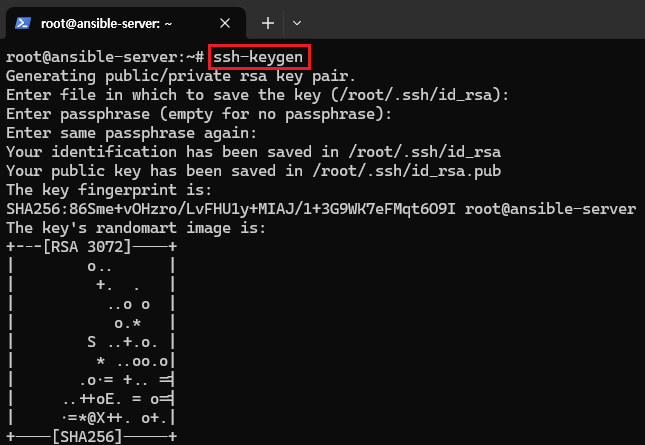 root@ansible-server: ~
root@ansible-server:~# ssh-keygen
Generating public/private rsa key pair.
Enter file in which to save the key (/root/.ssh/id_rsa):
Enter passphrase (empty for no passphrase):
Enter same passphrase again:
Your identification has been saved in /root/.ssh/id_rsa
Your public key has been saved in /root/.ssh/id_rsa.pub
The key fingerprint is:
SHA256:86Sme+vOHzro/LvFHU1y+MIAJ/1+3G9WK7eFMqt6O9I root@ansible-server
The key's randomart image is:
+---[RSA 3072]----+
|        o..      |
|         +.  .   |
|          ..o o  |
|           o.*   |
|        S ..+.o. |
|         * ..oo.o|
|       .o.= +.. ==|
|     ..++oE. = o==|
|     .=*@X++. o+.|
+----[SHA256]-----+